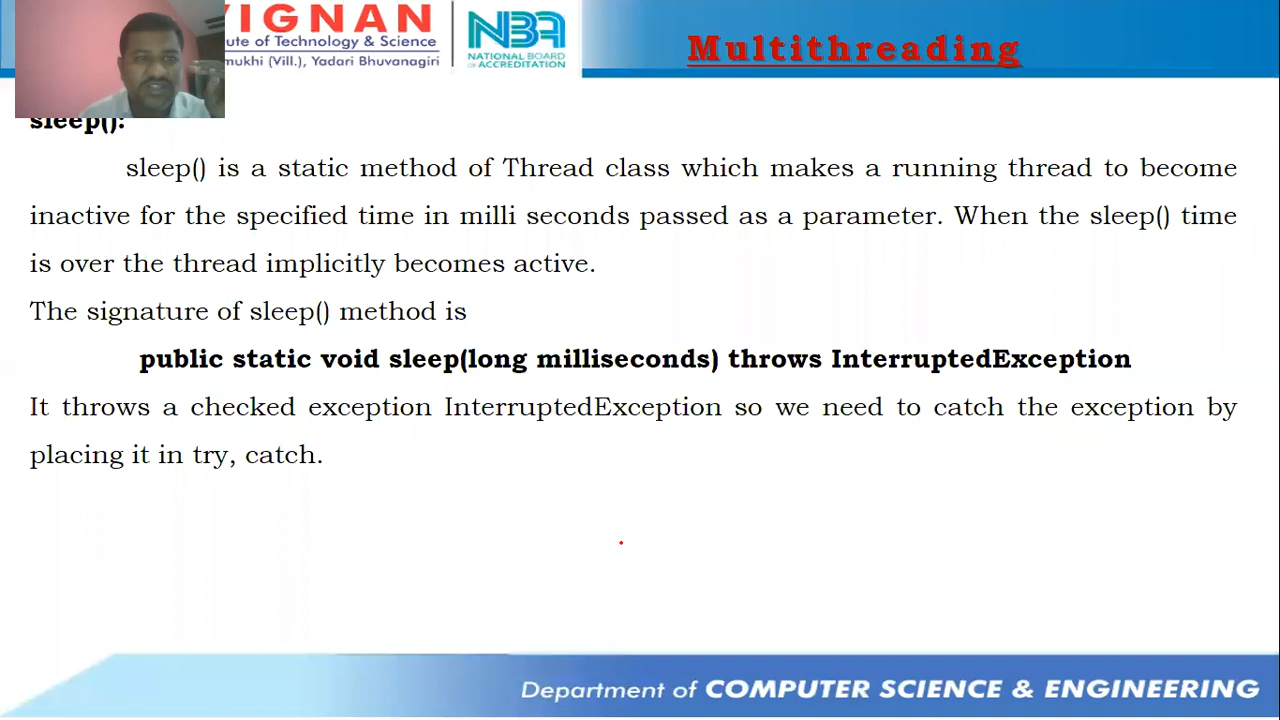 VIGNAN
ute of Technology & Science
mukhi (Vill.), Yadari Bhuvanagiri
NBA
NATIONAL BOARD
OF ACCREDITATION
Multithreading
sleep():
sleep() is a static method of Thread class which makes a running thread to become
inactive for the specified time in milli seconds passed as a parameter. When the sleep() time
is over the thread implicitly becomes active.
The signature of sleep() method is
public static void sleep(long milliseconds) throws InterruptedException
It throws a checked exception InterruptedException so we need to catch the exception by
placing it in try, catch.
Department of COMPUTER SCIENCE & ENGINEERING